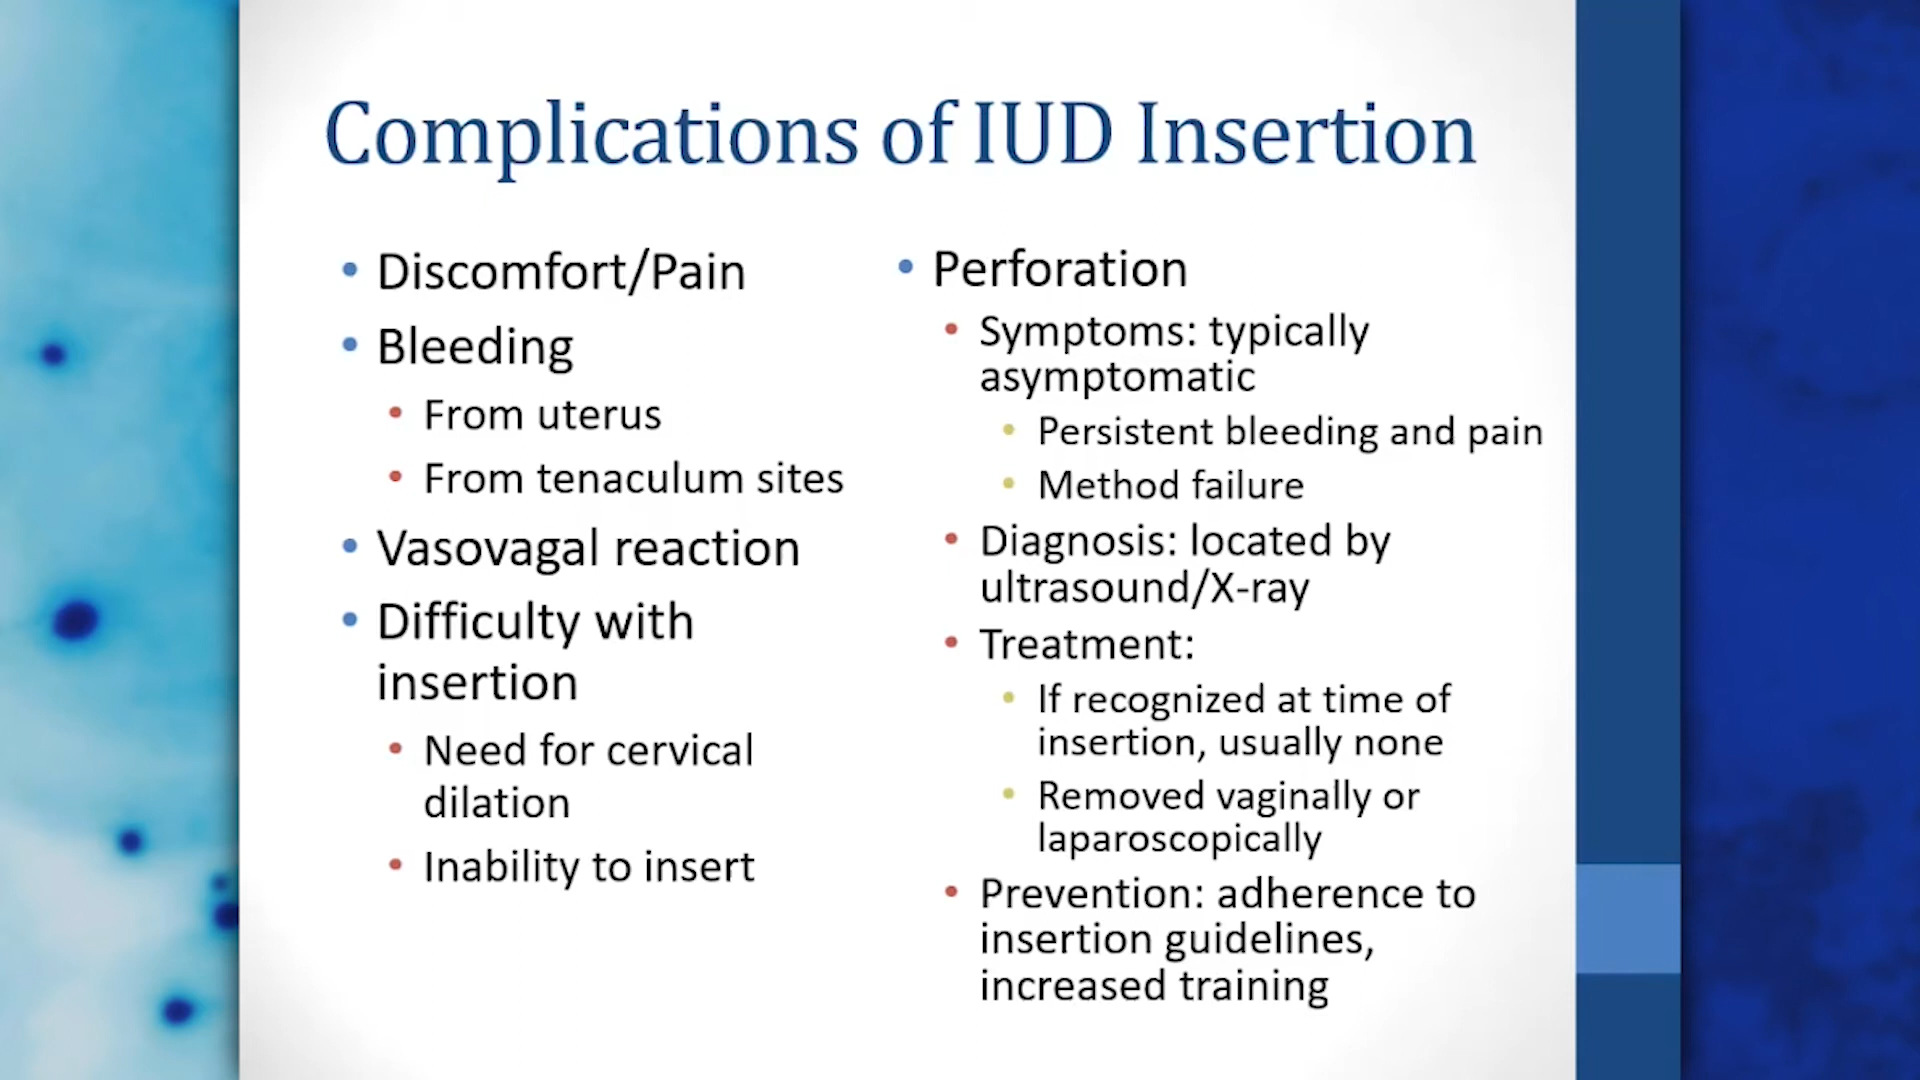 Complications of IUD Insertion
• Discomfort/Pain
• Bleeding
• From uterus
• From tenaculum sites
• Vasovagal reaction
• Difficulty with
insertion
• Need for cervical
dilation
• Inability to insert
• Perforation
• Symptoms: typically
asymptomatic
• Persistent bleeding and pain
• Method failure
• Diagnosis: located by
ultrasound/X-ray
• Treatment:
• If recognized at time of
insertion, usually none
• Removed vaginally or
laparoscopically
• Prevention: adherence to
insertion guidelines,
increased training